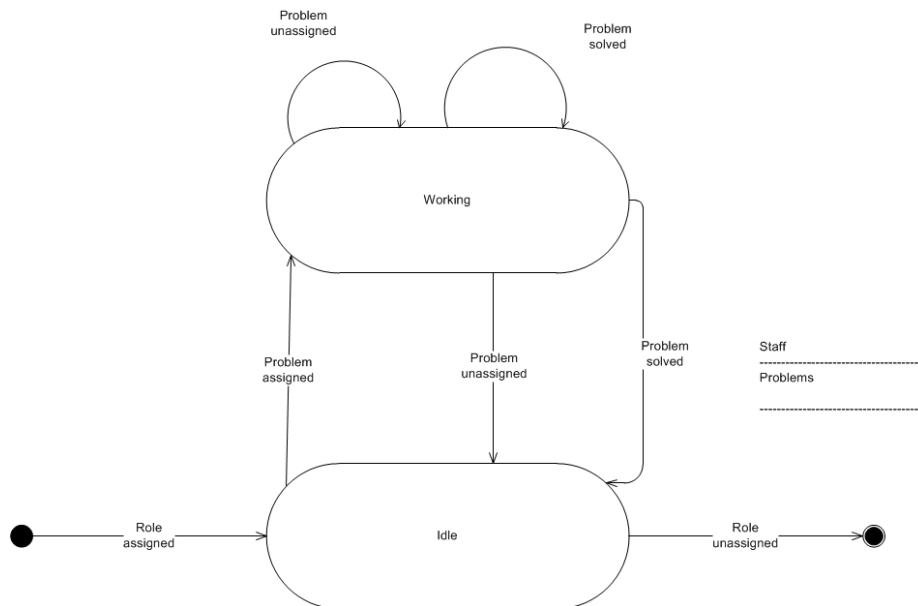 Problem
unassigned
Problem
solved
Working
Problem
assigned
Problem
unassigned
Problem
solved
Staff
Problems
Role
assigned
Idle
Role
unassigned